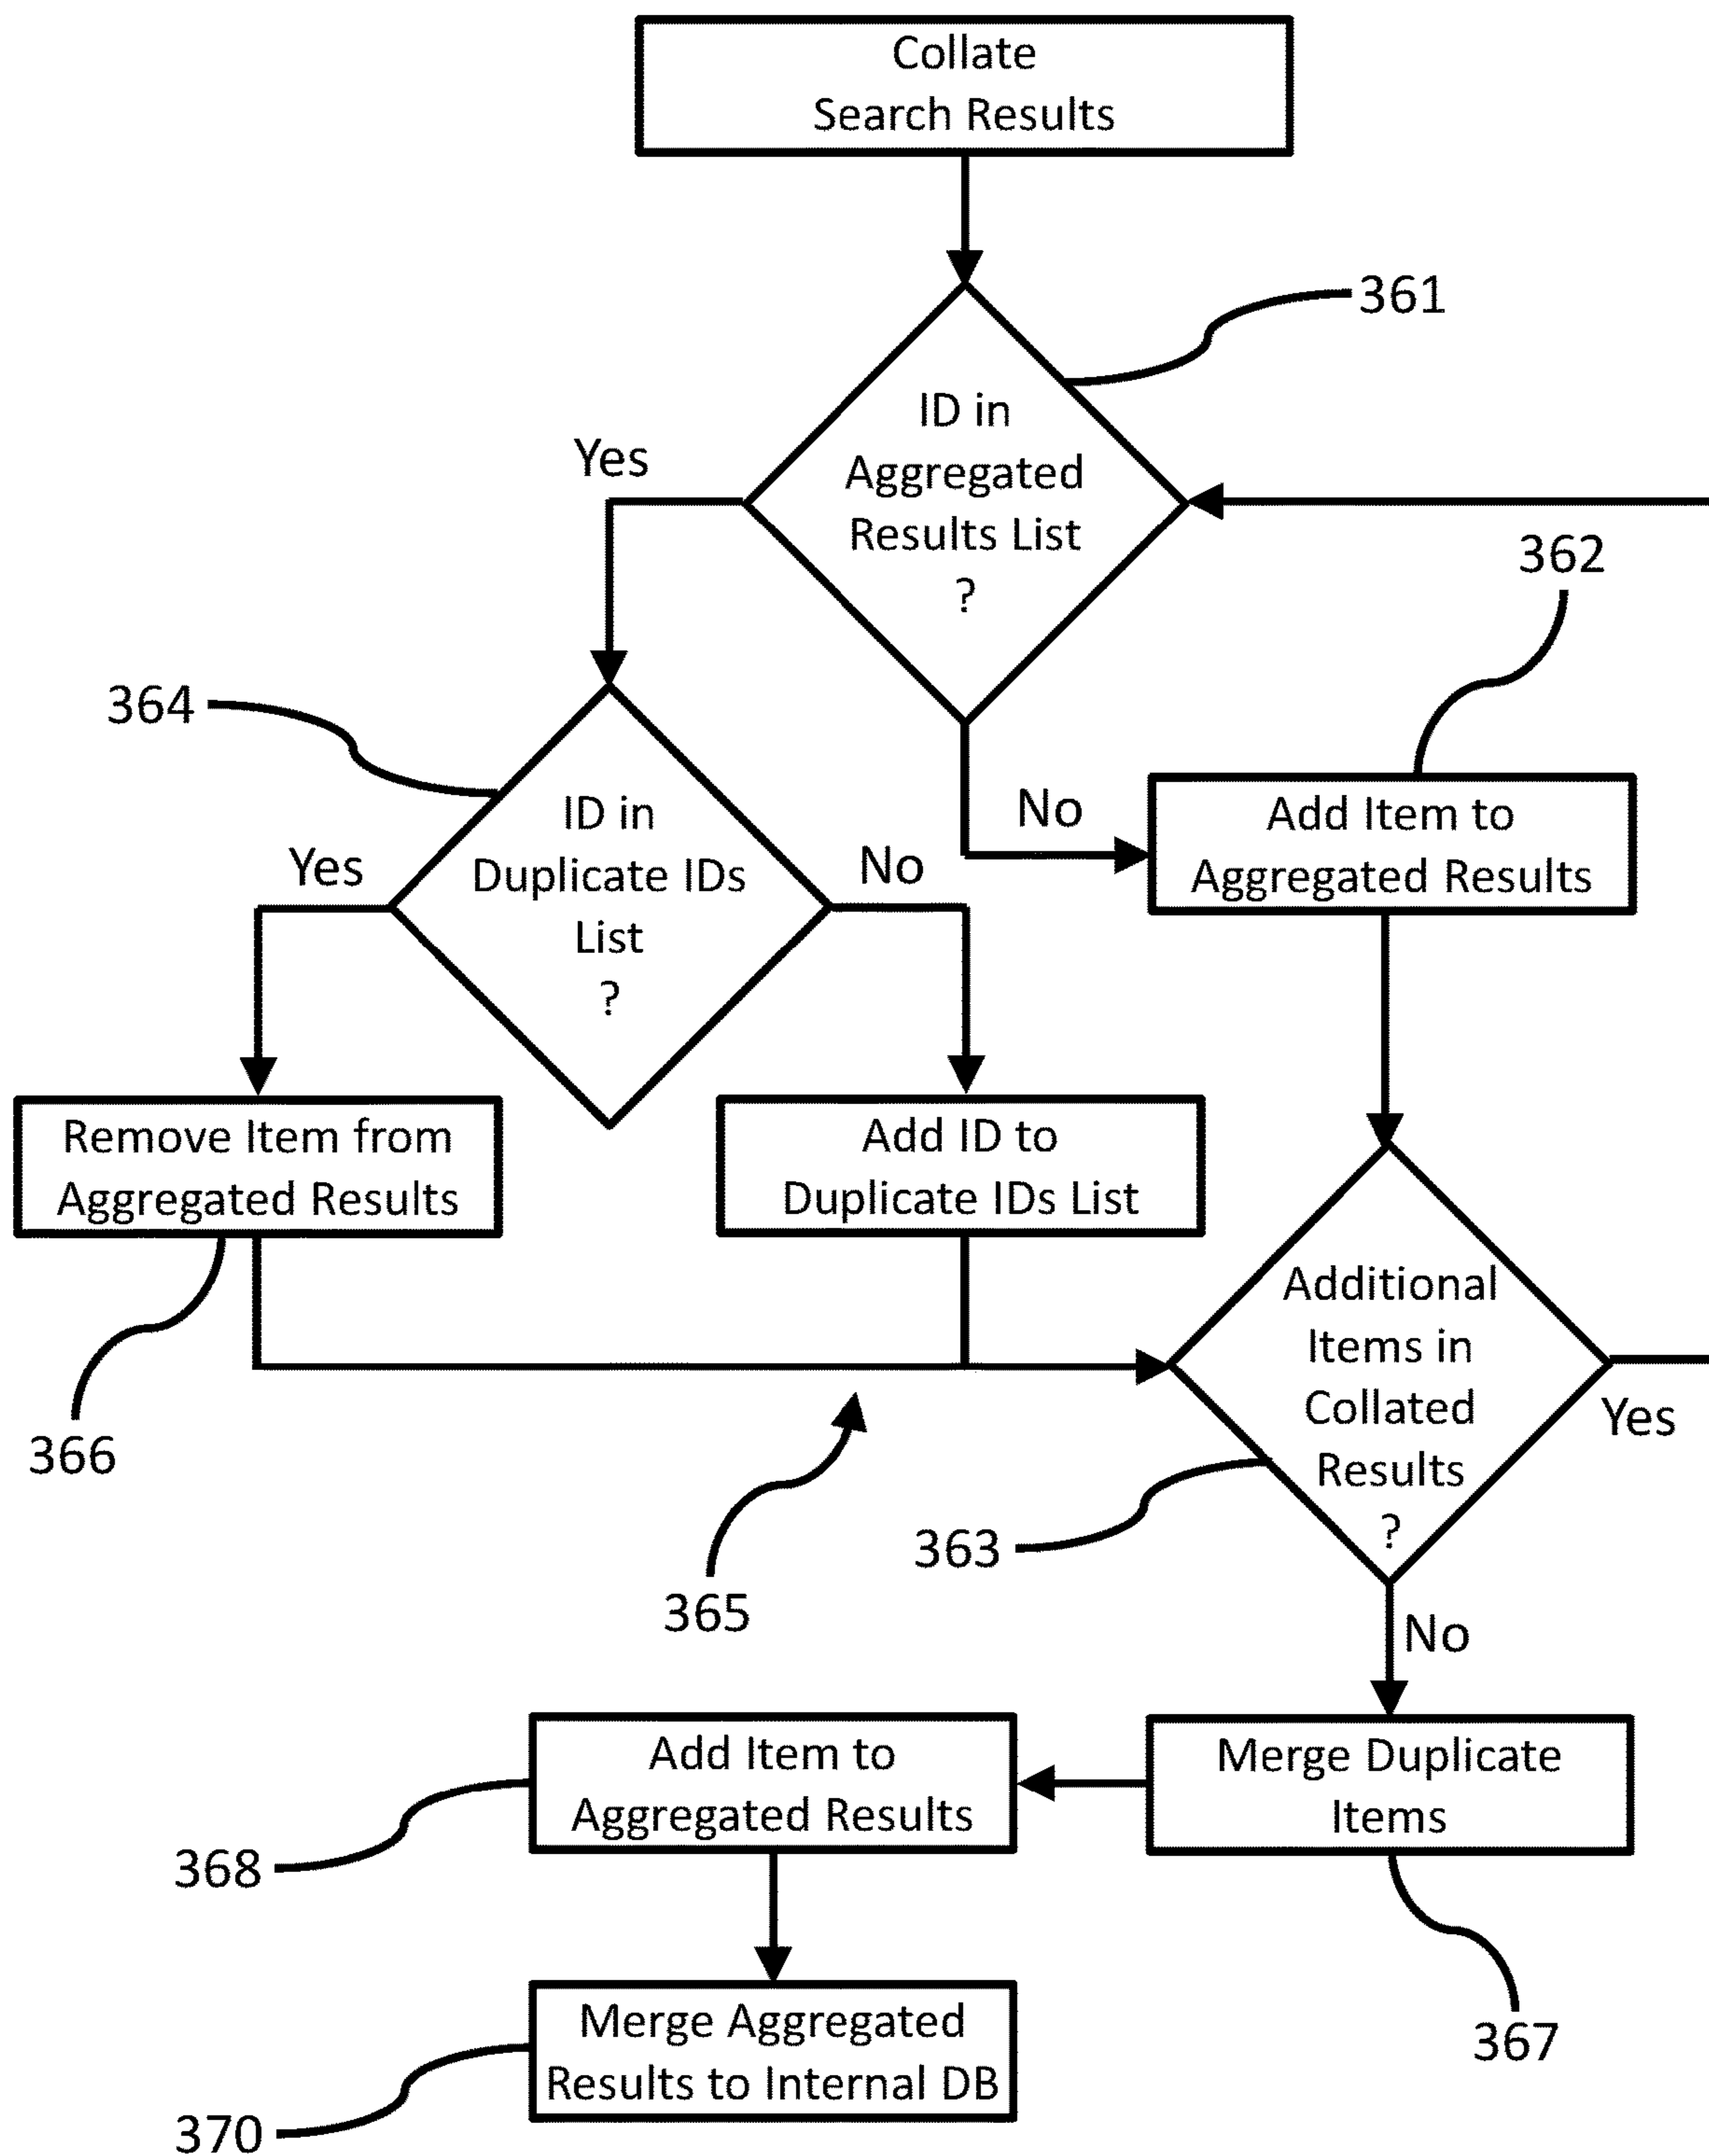 Collate
Search Results
361
ID in
Aggregated
Results List
?
Yes
362
364
No
Add Item to
Aggregated Results
ID in
Duplicate IDs
List
?
Yes
No
Remove Item from
Aggregated Results
Add ID to
Duplicate IDs List
Additional
Items in
Collated
Results
?
Yes
366
363
365
No
Add Item to
Aggregated Results
Merge Duplicate
Items
368
367
Merge Aggregated
Results to Internal DB
370